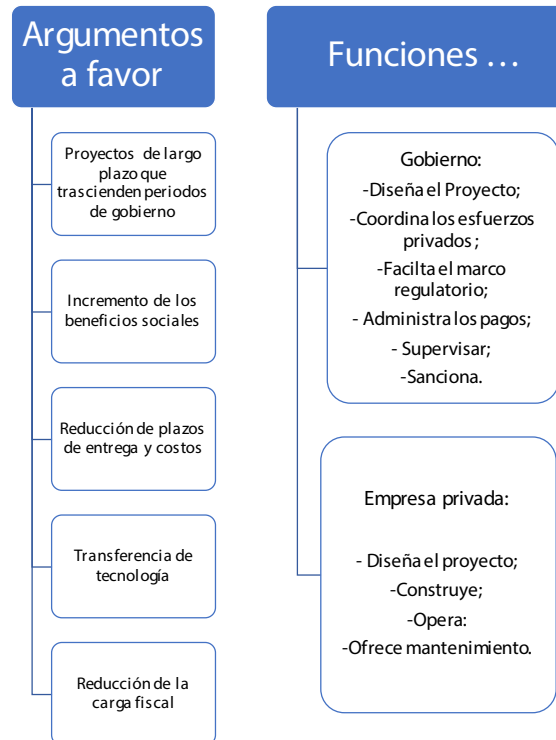 Argumentos
a favor
Proyectos de largo
plazo que
trascienden periodos
de gobierno
Incremento de los
beneficios sociales
Reducción de plazos
de entrega y costos
Transferencia de
tecnología
Reducción de la
carga fiscal
Funciones …
Gobierno:
-Diseña el Proyecto;
-Coordina los esfuerzos
privados ;
-Facilta el marco
regulatorio;
- Administra los pagos;
- Supervisar;
-Sanciona.
Empresa privada:
- Diseña el proyecto;
-Construye;
-Opera:
-Ofrece mantenimiento.